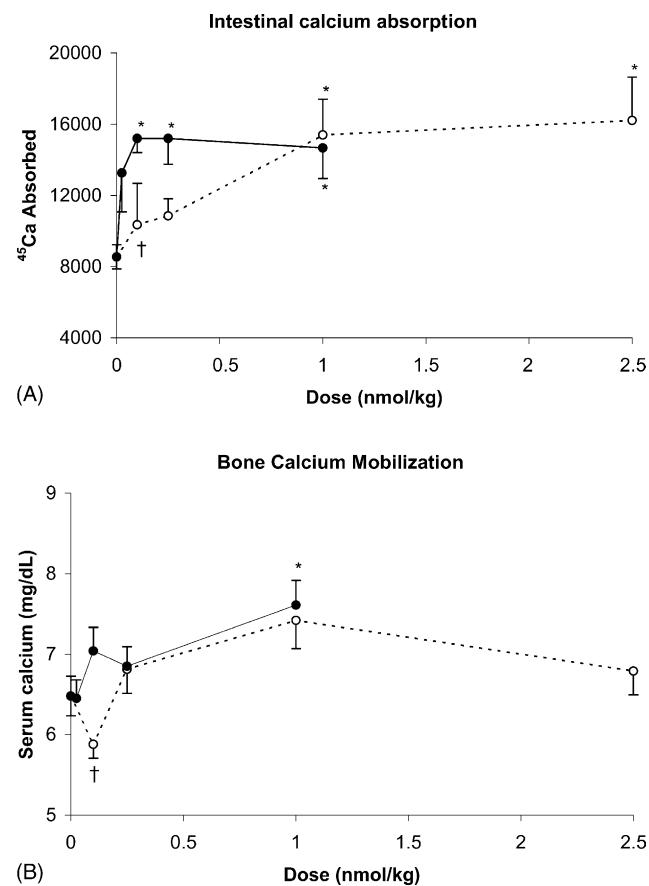 Intestinal calcium absorption
20000
16000
12000
8000
4000
* * * * *
†
⁴⁵Ca Absorbed
0 0.5 1 1.5 2 2.5
Dose (nmol/kg)
(A)
Bone Calcium Mobilization
9
8
7
6
5
*
†
Serum calcium (mg/dL)
0 0.5 1 1.5 2 2.5
Dose (nmol/kg)
(B)